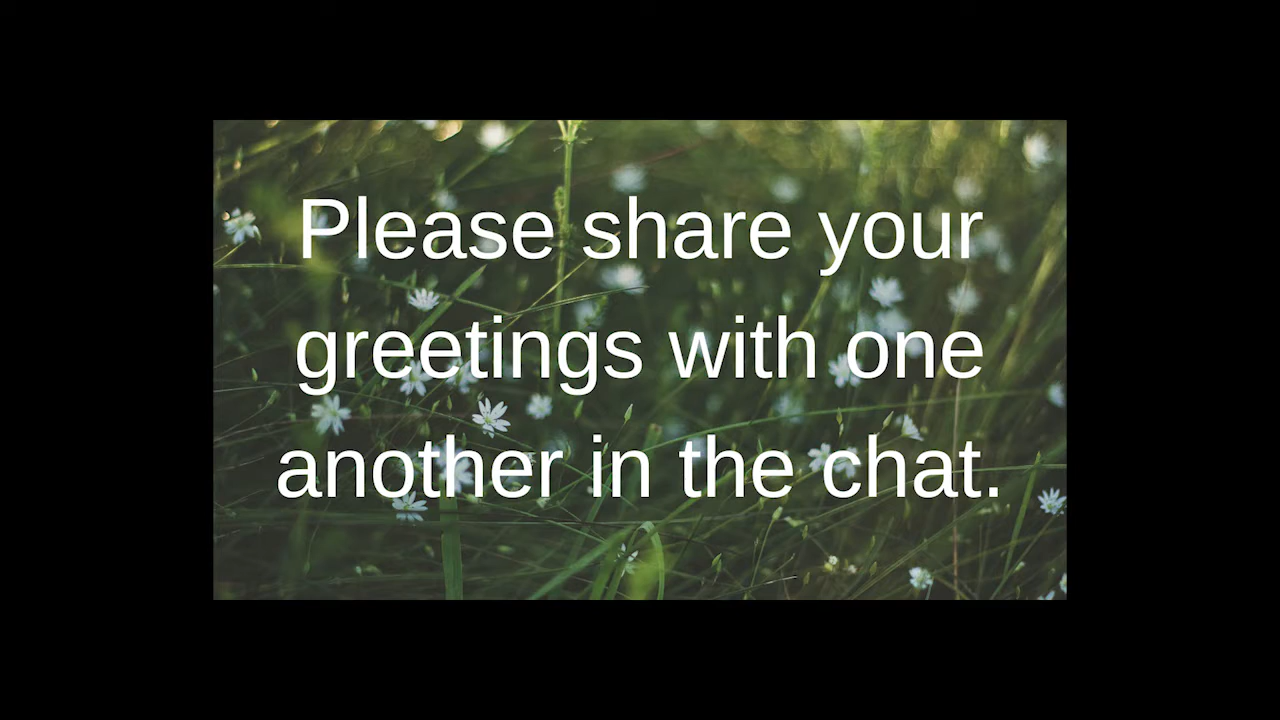 Please share your
greetings with one
another in the chat.